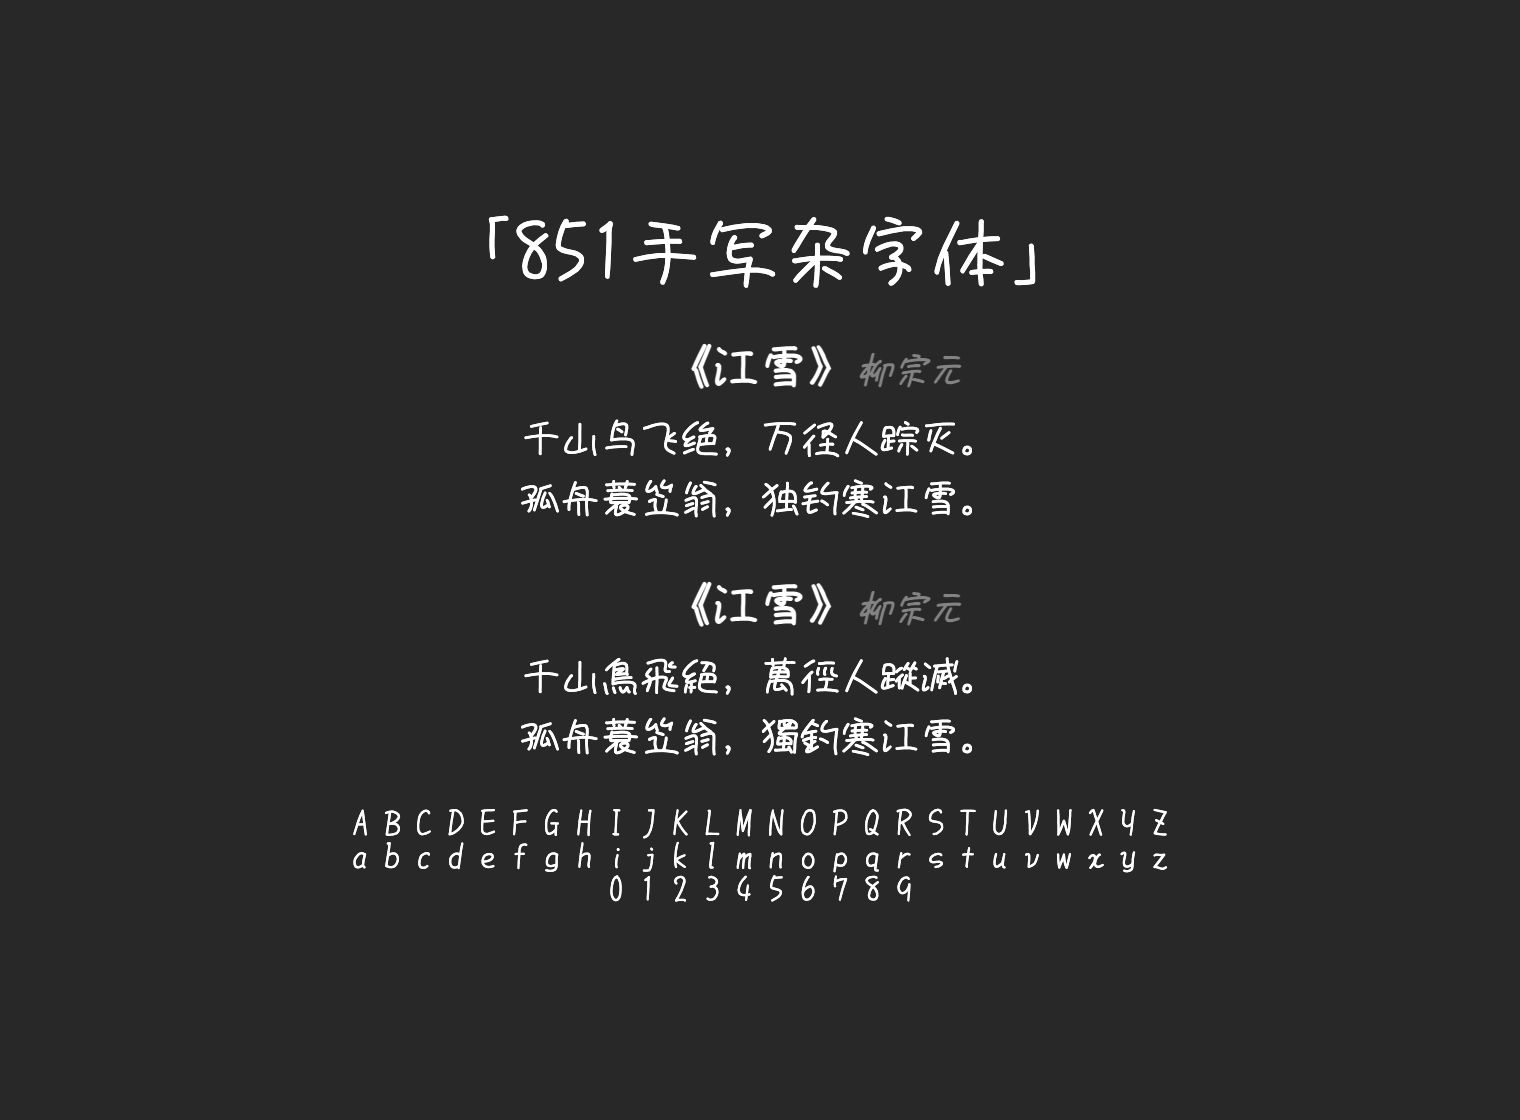 「851手写杂字体」
《江雪》 柳宗元
千山鸟飞绝，万径人踪灭。
孤舟蓑笠翁，独钓寒江雪。
《江雪》 柳宗元
千山鳥飛絕，萬徑人蹤滅。
孤舟蓑笠翁，獨釣寒江雪。
A B C D E F G H I J K L M N O P Q R S T U V W X Y Z
a b c d e f g h i j k l m n o p q r s t u v w x y z
0 1 2 3 4 5 6 7 8 9